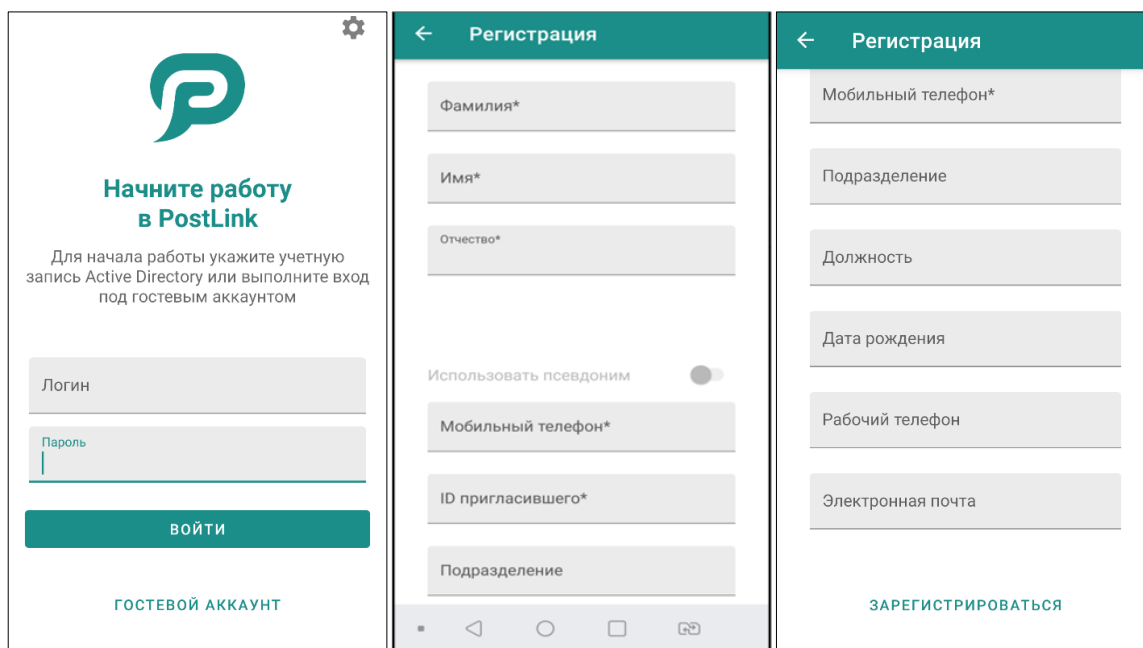 Начните работу
в PostLink
Для начала работы укажите учетную
запись Active Directory или выполните вход
под гостевым аккаунтом
Логин
Пароль
ВОЙТИ
ГОСТЕВОЙ АККАУНТ
Регистрация
Фамилия*
Имя*
Отчество*
Использовать псевдоним
Мобильный телефон*
ID пригласившего*
Подразделение
Регистрация
Мобильный телефон*
Подразделение
Должность
Дата рождения
Рабочий телефон
Электронная почта
ЗАРЕГИСТРИРОВАТЬСЯ